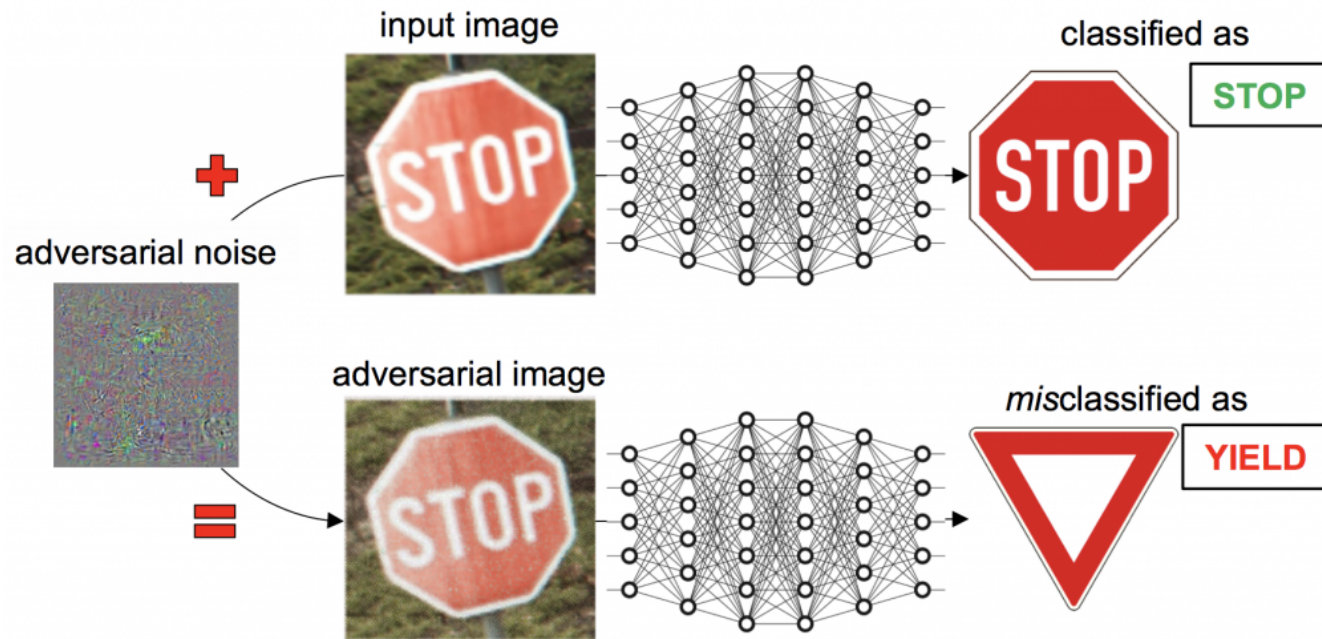 input image
STOP
classified as
STOP
STOP
adversarial noise
adversarial image
STOP
misclassified as
YIELD